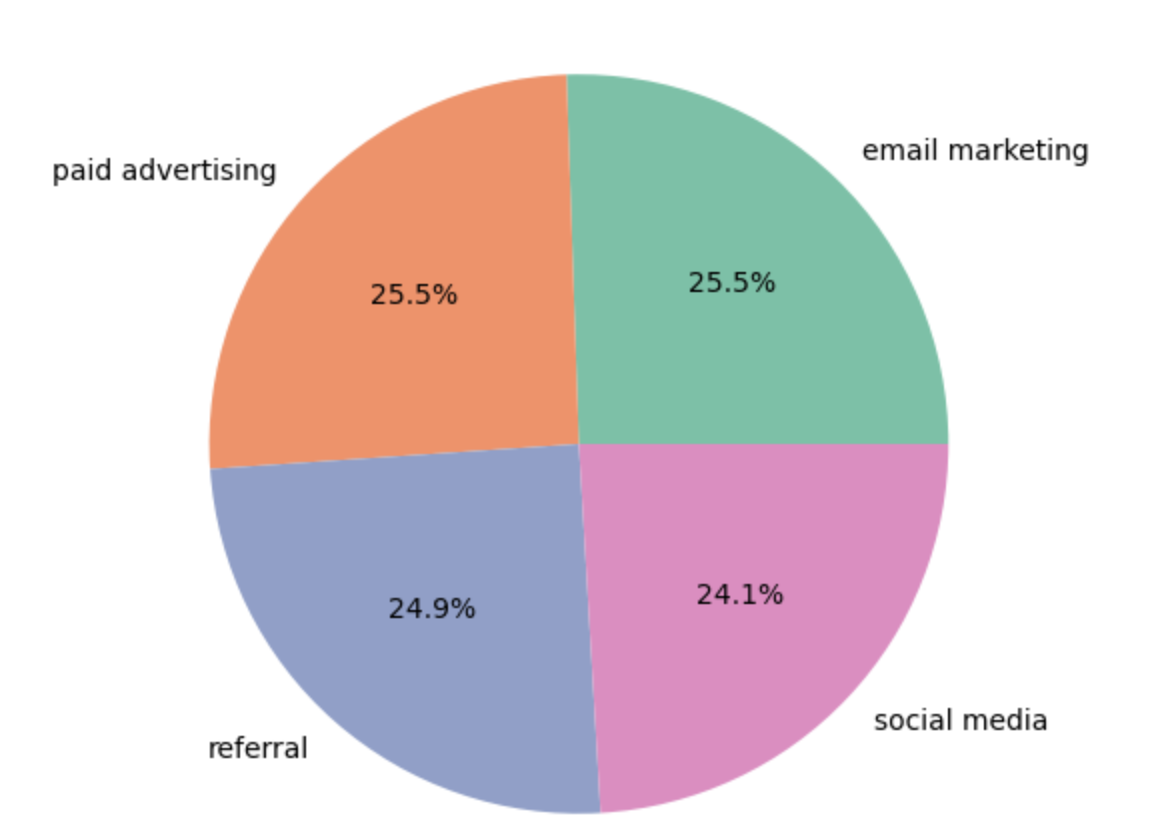 email marketing
paid advertising
25.5%
25.5%
24.9%
24.1%
social media
referral